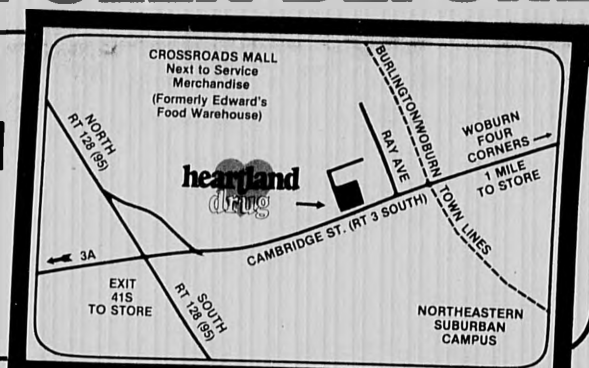 CROSSROADS MALL
Next to Service
Merchandise
(Formerly Edward's
Food Warehouse)
NORTH
RT 128 (95)
heartland
drug
BURLINGTON/WOBURN
TOWN LINES
RAY AVE
WOBURN
FOUR
CORNERS
1 MILE
TO STORE
CAMBRIDGE ST. (RT 3 SOUTH)
3A
EXIT
41S
TO STORE
SOUTH
RT 128 (95)
NORTHEASTERN
SUBURBAN
CAMPUS